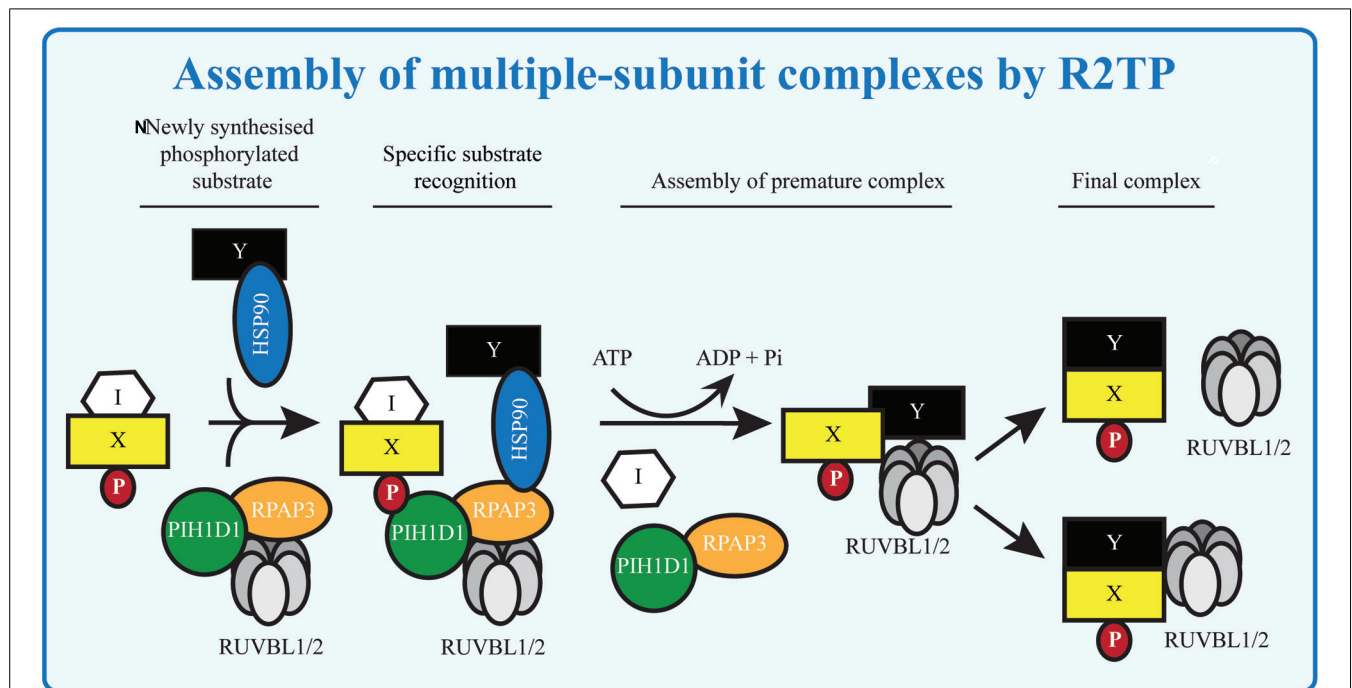 Assembly of multiple-subunit complexes by R2TP
NNewly synthesised
phosphorylated
substrate
Specific substrate
recognition
Assembly of premature complex
Final complex
Y
HSP90
I
X
P
PIH1D1
RPAP3
RUVBL1/2
Y
HSP90
I
X
P
PIH1D1
RPAP3
RUVBL1/2
ATP
ADP + Pi
I
PIH1D1
RPAP3
Y
X
P
RUVBL1/2
Y
X
P
RUVBL1/2
Y
X
P
RUVBL1/2